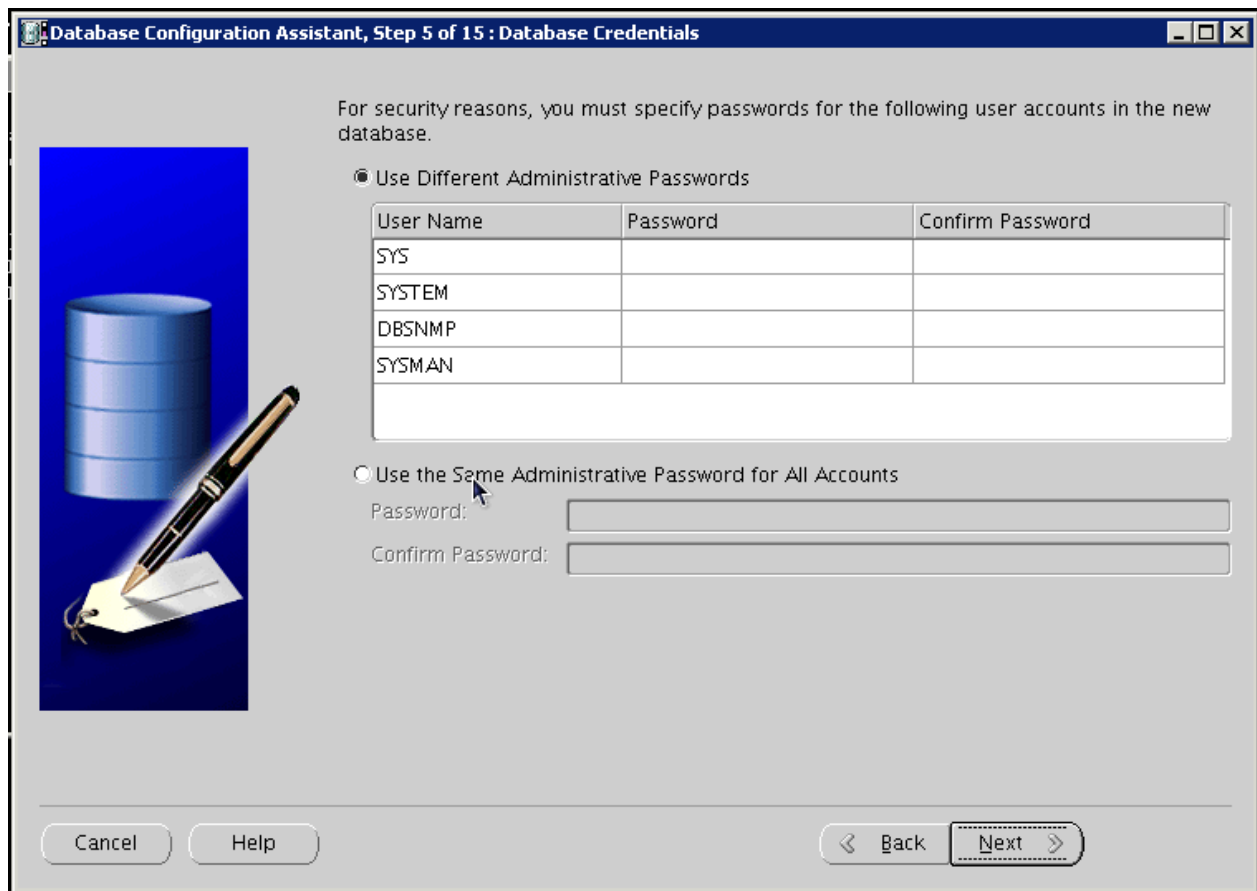 Database Configuration Assistant, Step 5 of 15 : Database Credentials
For security reasons, you must specify passwords for the following user accounts in the new
database.
Use Different Administrative Passwords
User Name Password Confirm Password
SYS
SYSTEM
DBSNMP
SYSMAN
Use the Same Administrative Password for All Accounts
Password:
Confirm Password:
Cancel Help Back Next